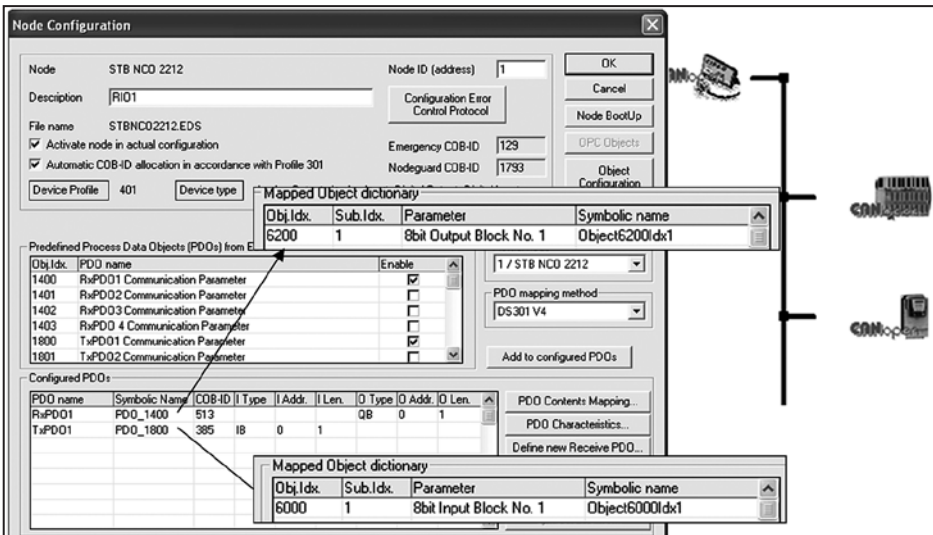 Node Configuration
Node STB NCO 2212 Node ID (address) 1 OK
Description RIO1 Configuration Error Control Protocol Cancel
Node BootUp
File name STBNCO2212.EDS
Activate node in actual configuration Emergency COB-ID 129 OPC Objects
Automatic COB-ID allocation in accordance with Profile 301 Nodeguard COB-ID 1793 Object Configuration
Device Profile 401 Device type
Mapped Object dictionary
Obj.Idx. Sub.Idx. Parameter Symbolic name
6200 1 8bit Output Block No. 1 Object6200Idx1
Predefined Process Data Objects (PDOs) from E
Obj.Idx. PDO name Enable 1 / STB NCO 2212
1400 RxPDO1 Communication Parameter
1401 RxPDO2 Communication Parameter PDO mapping method
1402 RxPDO3 Communication Parameter DS301 V4
1403 RxPDO 4 Communication Parameter
1800 TxPDO1 Communication Parameter
1801 TxPDO2 Communication Parameter Add to configured PDOs
Configured PDOs
PDO name Symbolic Name COB-ID I Type I Addr. I Len. O Type O Addr. O Len. PDO Contents Mapping...
RxPDO1 PDO_1400 513 QB 0 1
TxPDO1 PDO_1800 385 IB 0 1 PDO Characteristics...
Define new Receive PDO...
Mapped Object dictionary
Obj.Idx. Sub.Idx. Parameter Symbolic name
6000 1 8bit Input Block No. 1 Object6000Idx1
CANopen
CANopen